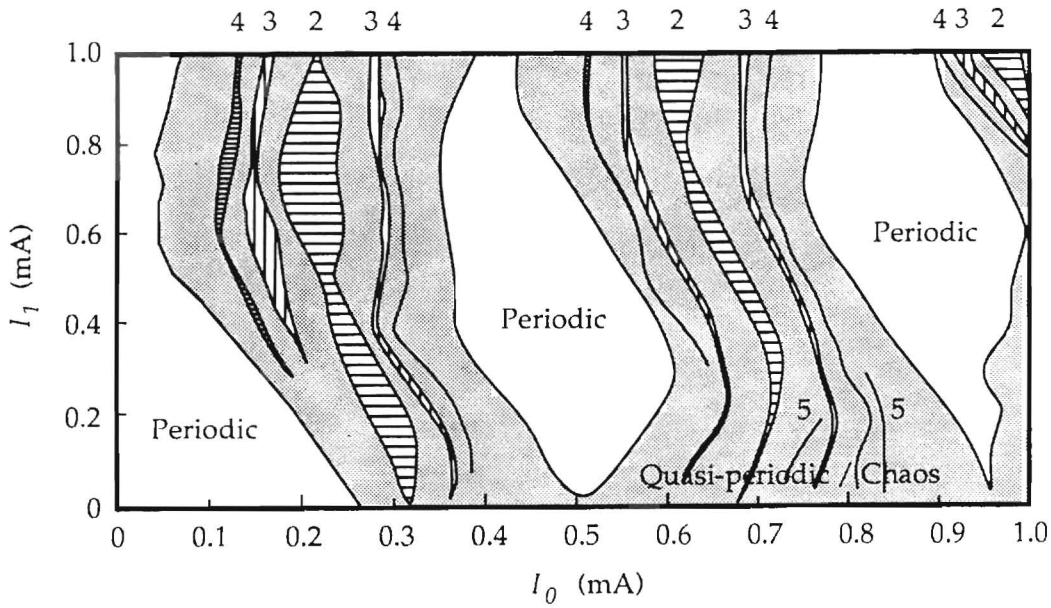 4 3 2 3 4 4 3 2 3 4 4 3 2
1.0
0.8
0.6
0.4
0.2
0
I_1 (mA)
Periodic
Periodic
Periodic
5 5
Quasi-periodic / Chaos
0 0.1 0.2 0.3 0.4 0.5 0.6 0.7 0.8 0.9 1.0
I_0 (mA)